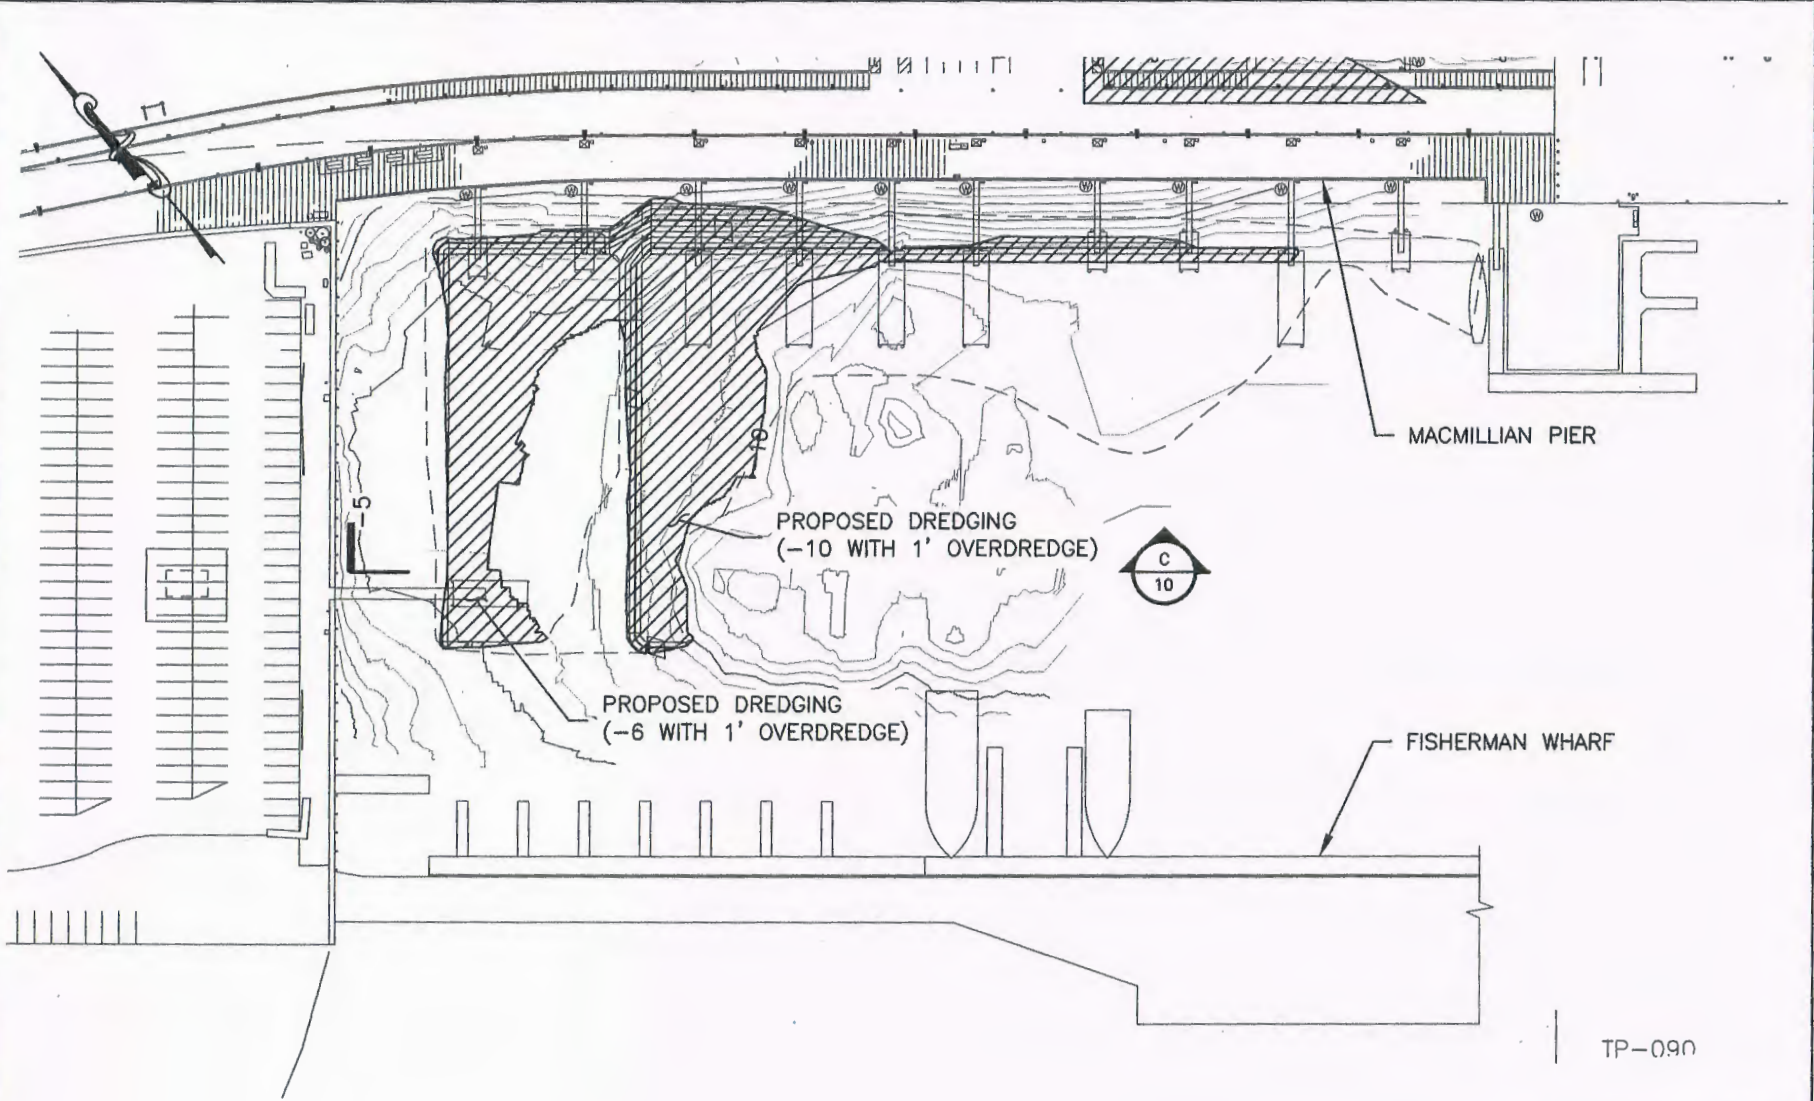 W W W W W W W W W W
W
MACMILLIAN PIER
-10
-5
PROPOSED DREDGING
(-10 WITH 1' OVERDREDGE)
C
10
PROPOSED DREDGING
(-6 WITH 1' OVERDREDGE)
FISHERMAN WHARF
TP-090